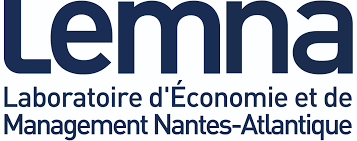 Lemna
Laboratoire d'Économie et de
Management Nantes-Atlantique